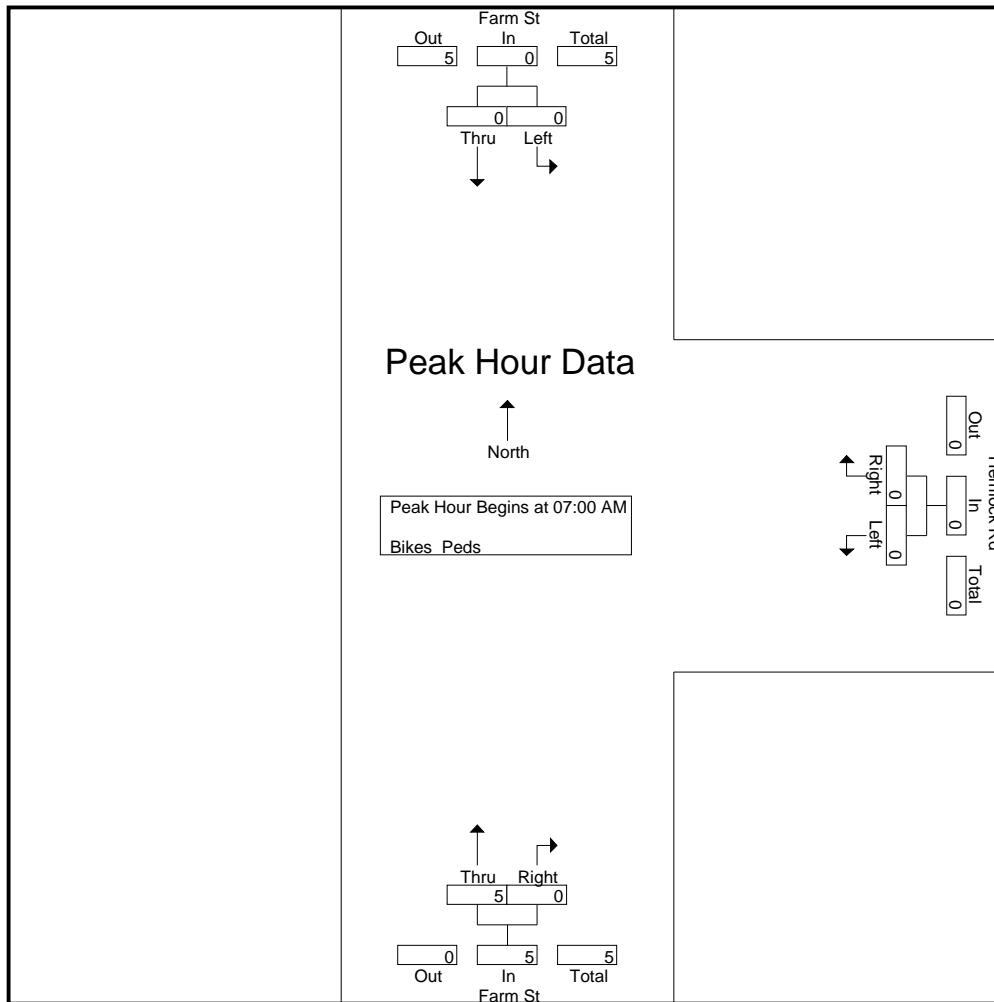 Farm St
Out In Total
5 0 5
0 0
Thru Left
Peak Hour Data
North
Peak Hour Begins at 07:00 AM
Bikes Peds
Out In Total
0 0 0
0 0
Right Left
Thru Right
5 0
0 5 5
Out In Total
Farm St